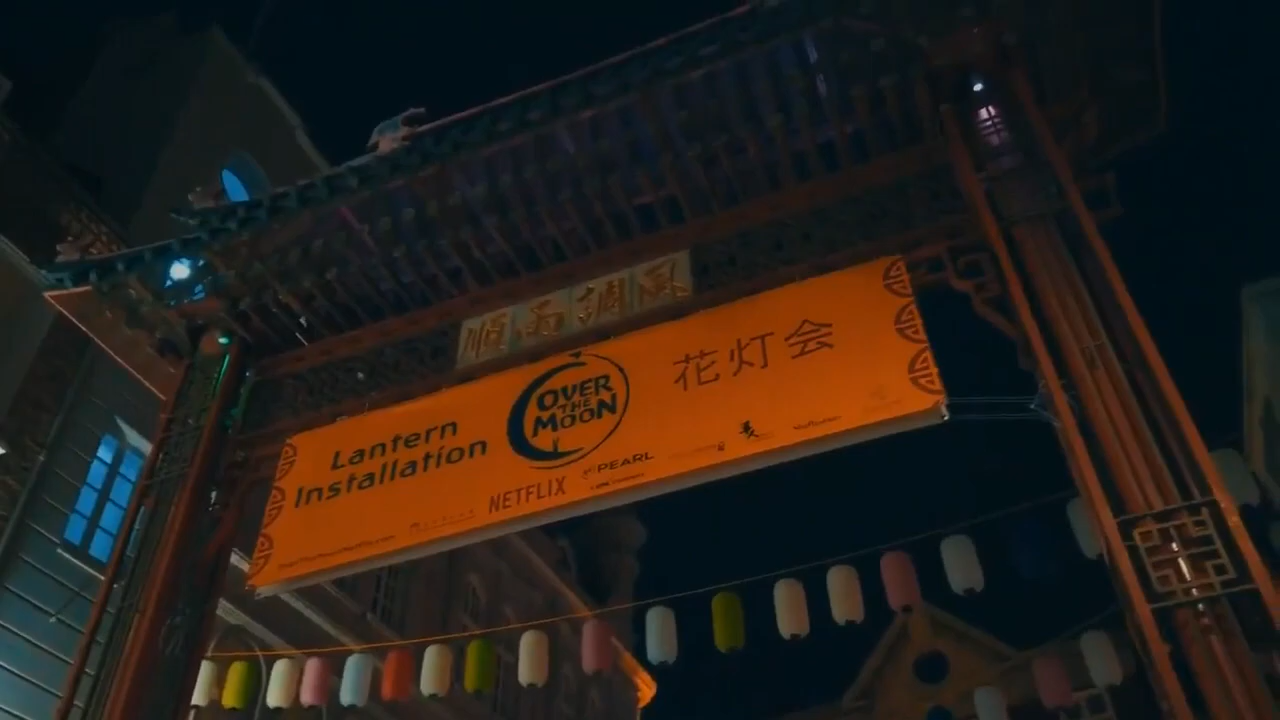 順雨調風
Lantern
Installation
OVER
THE
MOON
花灯会
NETFLIX
PEARL